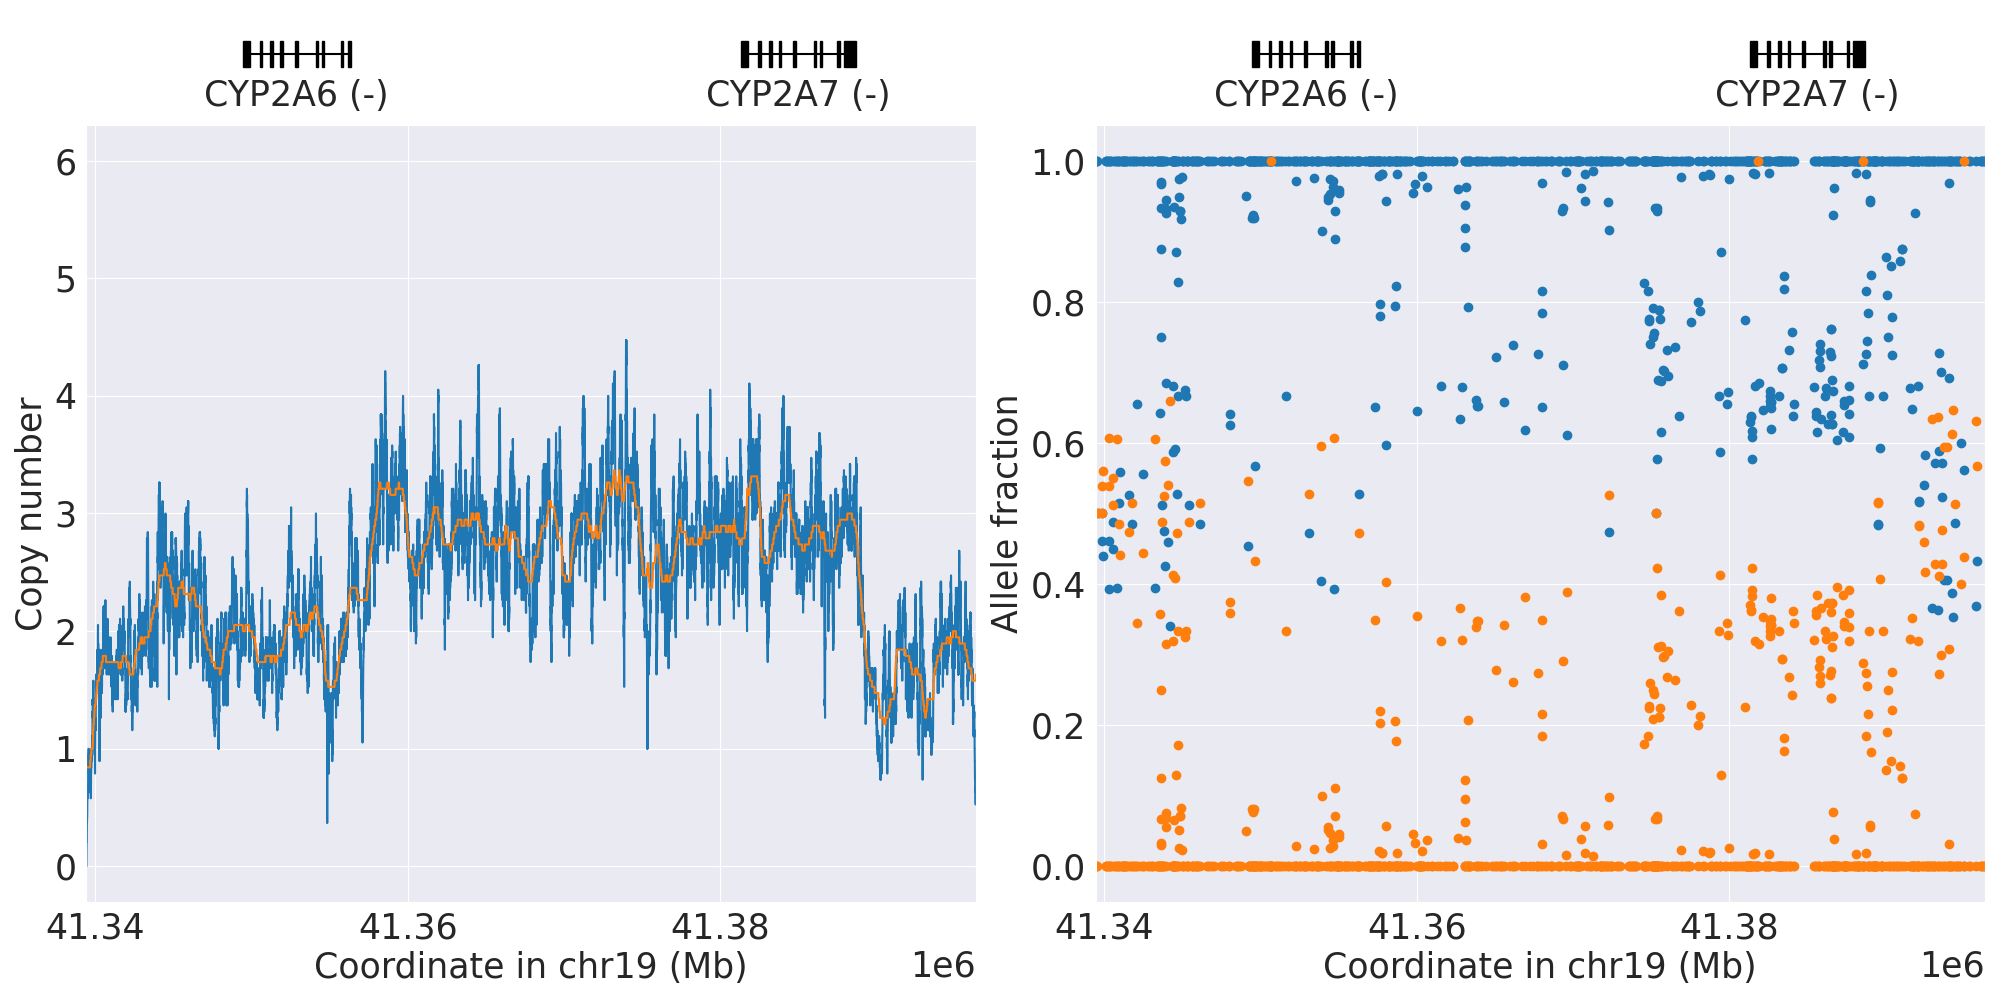 CYP2A6 (-)
CYP2A7 (-)
6
5
4
3
2
1
0
Copy number
41.34
41.36
41.38
Coordinate in chr19 (Mb)
1e6
CYP2A6 (-)
CYP2A7 (-)
1.0
0.8
0.6
0.4
0.2
0.0
Allele fraction
41.34
41.36
41.38
Coordinate in chr19 (Mb)
1e6